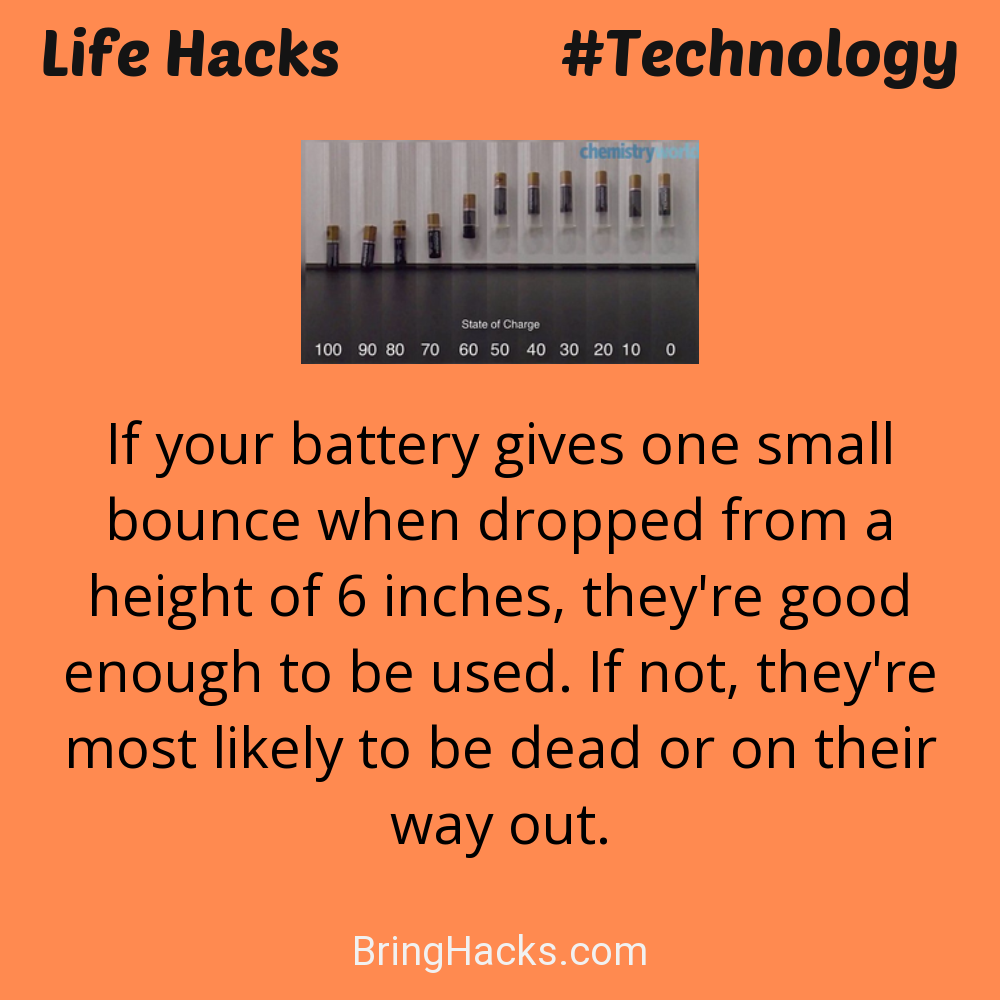 Life Hacks #Technology
chemistryworld
State of Charge
100 90 80 70 60 50 40 30 20 10 0
If your battery gives one small
bounce when dropped from a
height of 6 inches, they're good
enough to be used. If not, they're
most likely to be dead or on their
way out.
BringHacks.com